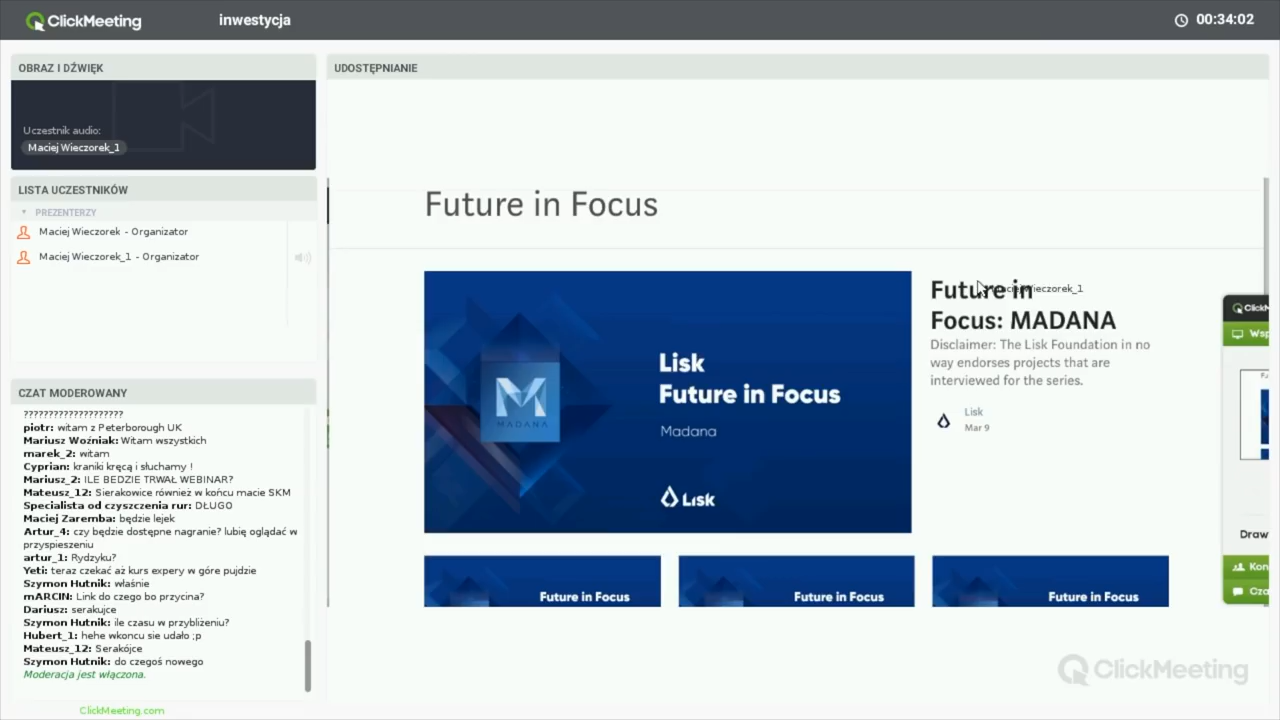 ClickMeeting
inwestycja
00:34:02
OBRAZ I DŹWIĘK
Uczestnik audio:
Maciej Wieczorek_1
LISTA UCZESTNIKÓW
PREZENTERZY
Maciej Wieczorek - Organizator
Maciej Wieczorek_1 - Organizator
CZAT MODEROWANY
????????????????????
piotr: witam z Peterborough UK
Mariusz Woźniak: Witam wszystkich
marek_2: witam
Cyprian: kraniki kręcą i słuchamy !
Mariusz_2: ILE BEDZIE TRWAŁ WEBINAR?
Mateusz_12: Sierakowice również w końcu macie SKM
Specialista od czyszczenia rur: DŁUGO
Maciej Zaremba: będzie lejek
Artur_4: czy będzie dostępne nagranie? lubię oglądać w
przyspieszeniu
artur_1: Rydzyku?
Yeti: teraz czekać aż kurs expery w góre pujdzie
Szymon Hutnik: właśnie
mARCIN: Link do czego bo przycina?
Dariusz: serakujce
Szymon Hutnik: ile czasu w przybliżeniu?
Hubert_1: hehe wkoncu sie udało ;p
Mateusz_12: Serakójce
Szymon Hutnik: do czegoś nowego
Moderacja jest włączona.
ClickMeeting.com
UDOSTĘPNIANIE
Future in Focus
Lisk
Future in Focus
Madana
Lisk
MADANA
Future in
Focus: MADANA
Disclaimer: The Lisk Foundation in no
way endorses projects that are
interviewed for the series.
Lisk
Mar 9
Future in Focus
Future in Focus
Future in Focus
Draw
ClickMeeting